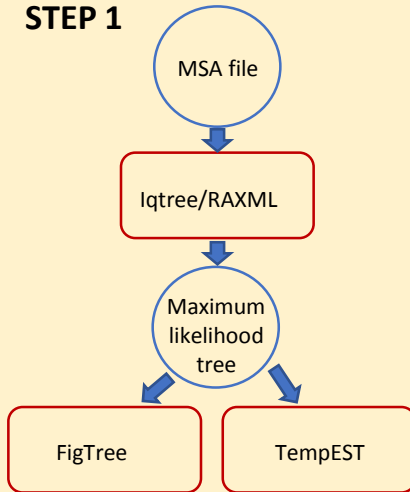 STEP 1
MSA file
Iqtree/RAXML
Maximum
likelihood
tree
FigTree
TempEST